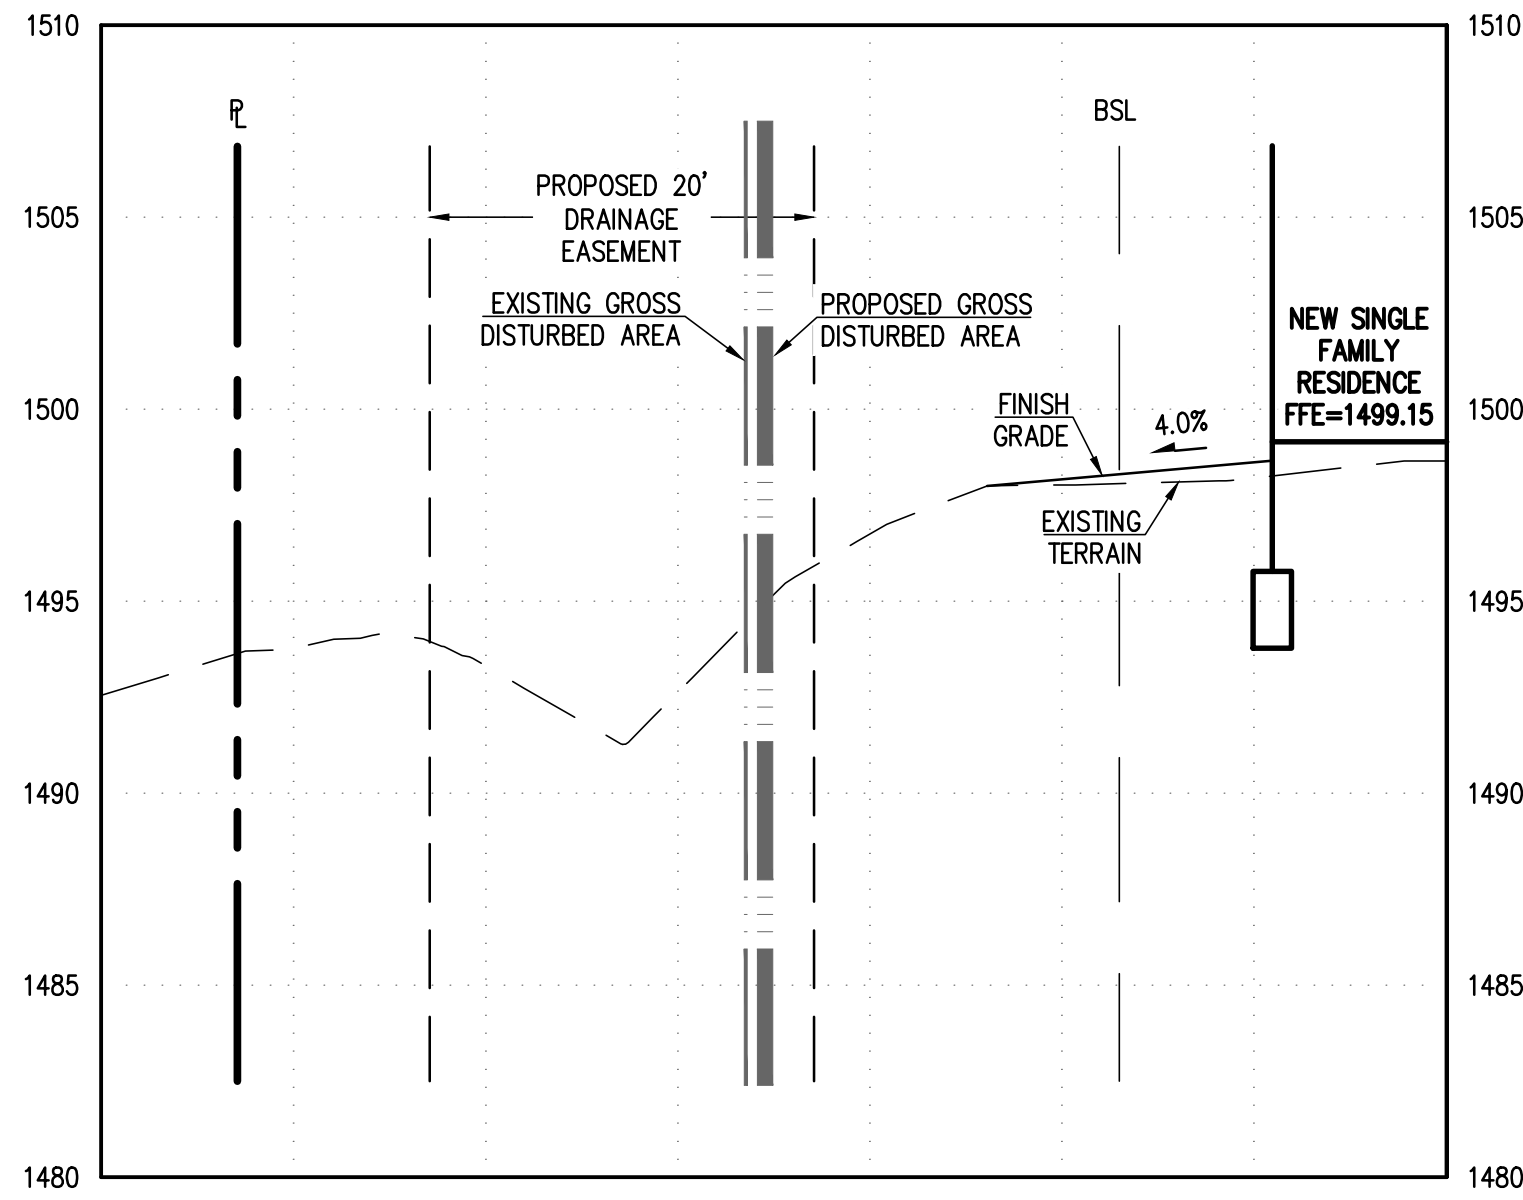 1510
1510
PL
BSL
PROPOSED 20'
DRAINAGE
EASEMENT
1505
1505
EXISTING GROSS
DISTURBED AREA
PROPOSED GROSS
DISTURBED AREA
NEW SINGLE
FAMILY
RESIDENCE
FFE=1499.15
1500
1500
FINISH
GRADE
4.0%
EXISTING
TERRAIN
1495
1495
1490
1490
1485
1485
1480
1480